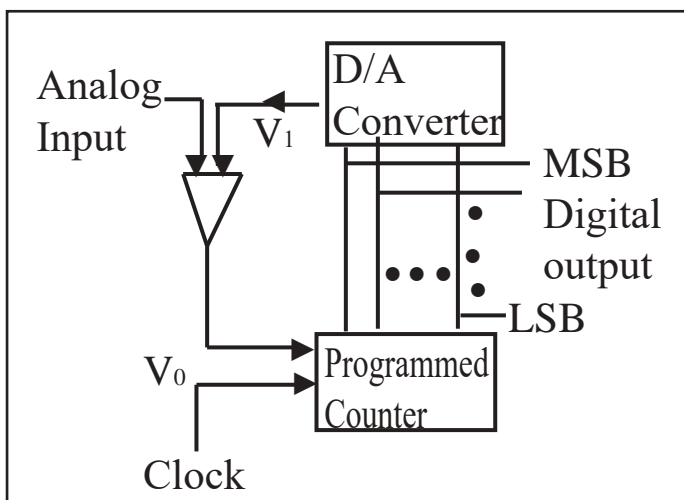 D/A
Converter
Analog
Input
V1
MSB
Digital
output
LSB
Programmed
Counter
V0
Clock